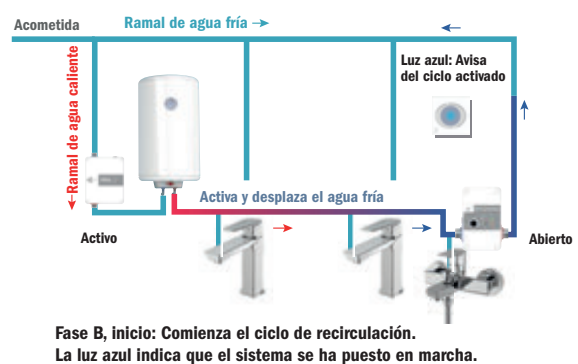 Acometida
Ramal de agua fría →
Luz azul: Avisa
del ciclo activado
←Ramal de agua caliente
Activa y desplaza el agua fría
Activo
Abierto
Fase B, inicio: Comienza el ciclo de recirculación.
La luz azul indica que el sistema se ha puesto en marcha.